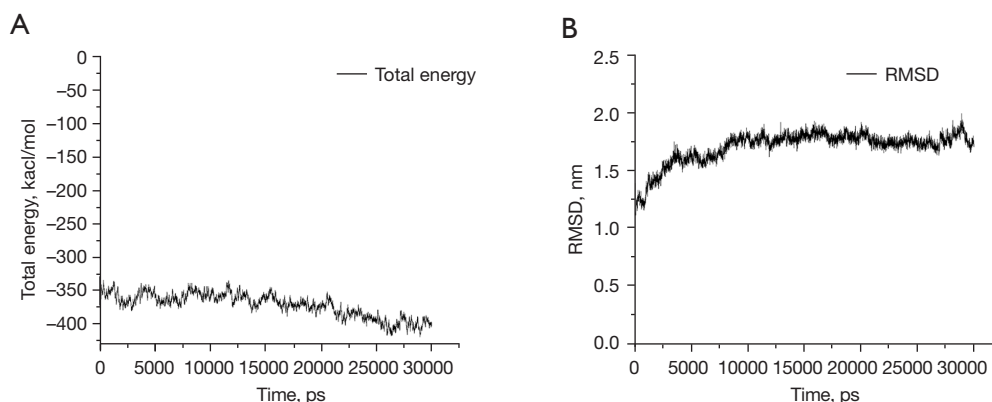 A
0
–50
–100
–150
–200
–250
–300
–350
–400
Total energy, kacl/mol
Total energy
0 5000 10000 15000 20000 25000 30000
Time, ps
B
2.5
2.0
1.5
1.0
0.5
0.0
RMSD, nm
RMSD
0 5000 10000 15000 20000 25000 30000
Time, ps